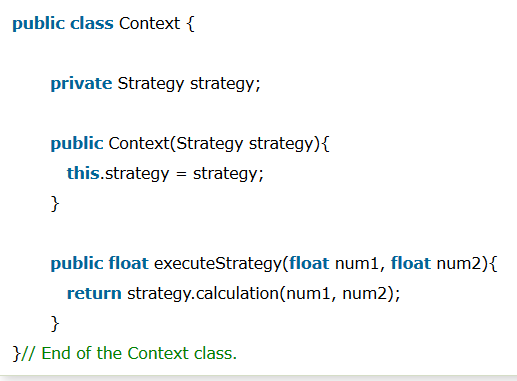 public class Context {
private Strategy strategy;
public Context(Strategy strategy){
this.strategy = strategy;
}
public float executeStrategy(float num1, float num2){
return strategy.calculation(num1, num2);
}
}// End of the Context class.